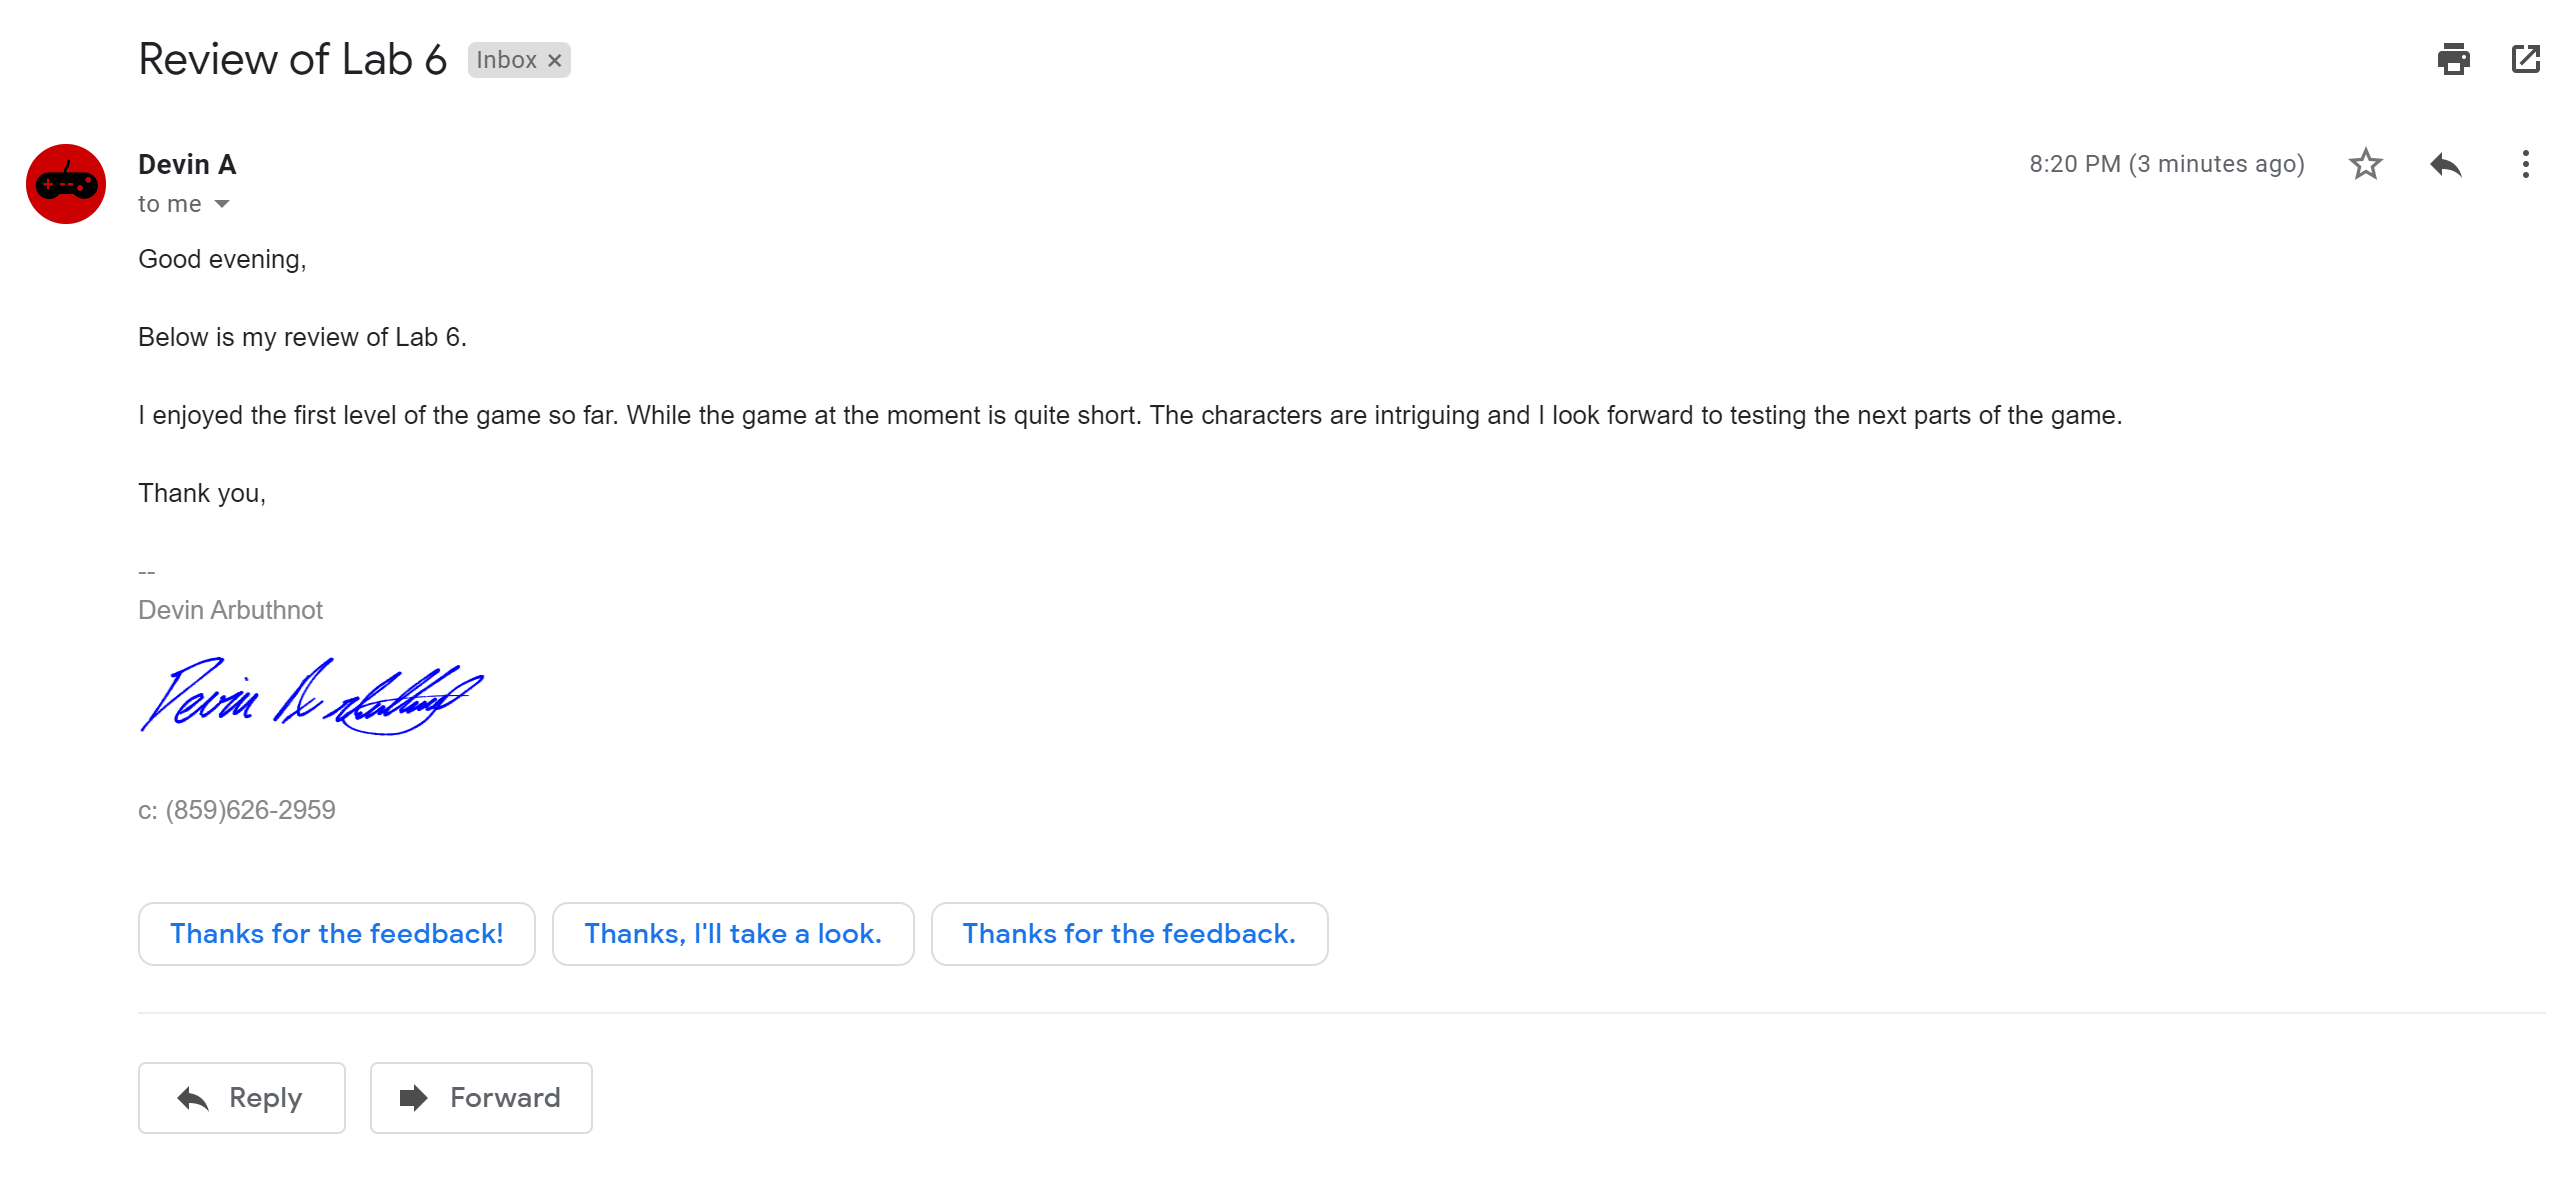 Review of Lab 6 Inbox ×
Devin A 8:20 PM (3 minutes ago)
to me
Good evening,
Below is my review of Lab 6.
I enjoyed the first level of the game so far. While the game at the moment is quite short. The characters are intriguing and I look forward to testing the next parts of the game.
Thank you,
--
Devin Arbuthnot
Devin Arbuthnot
c: (859)626-2959
Thanks for the feedback! Thanks, I'll take a look. Thanks for the feedback.
Reply Forward